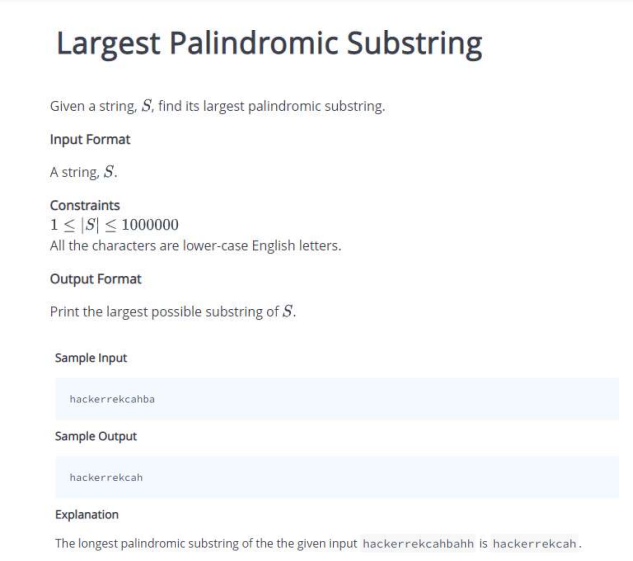 Largest Palindromic Substring
Given a string, S, find its largest palindromic substring.
Input Format
A string, S.
Constraints
1 ≤ |S| ≤ 1000000
All the characters are lower-case English letters.
Output Format
Print the largest possible substring of S.
Sample Input
hackerrekcahba
Sample Output
hackerrekcah
Explanation
The longest palindromic substring of the the given input hackerrekcahbahh is hackerrekcah.